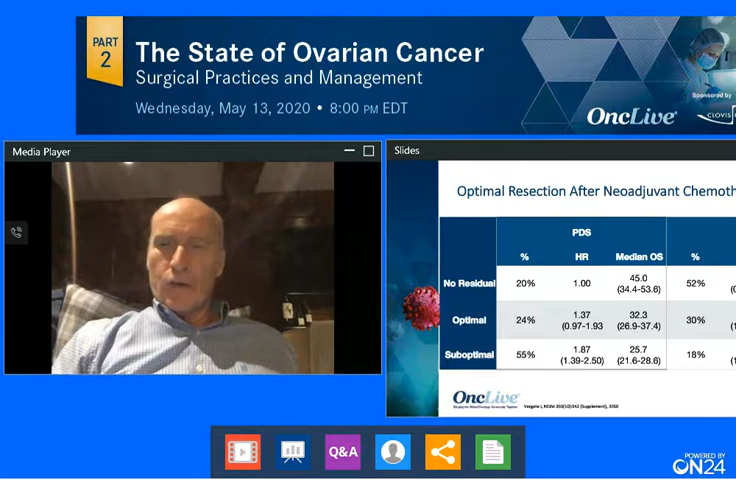 PART
2
The State of Ovarian Cancer
Surgical Practices and Management
Wednesday, May 13, 2020 • 8:00 PM EDT
Sponsored by
OncLive
CLOVIS
Media Player
Slides
Optimal Resection After Neoadjuvant Chemoth
PDS
% HR Median OS %
No Residual 20% 1.00 45.0 (34.4-53.6) 52%
Optimal 24% 1.37 (0.97-1.93 32.3 (26.9-37.4) 30%
Suboptimal 55% 1.87 (1.39-2.50) 25.7 (21.6-28.6) 18%
OncLive
Q&A
POWERED BY
ON24